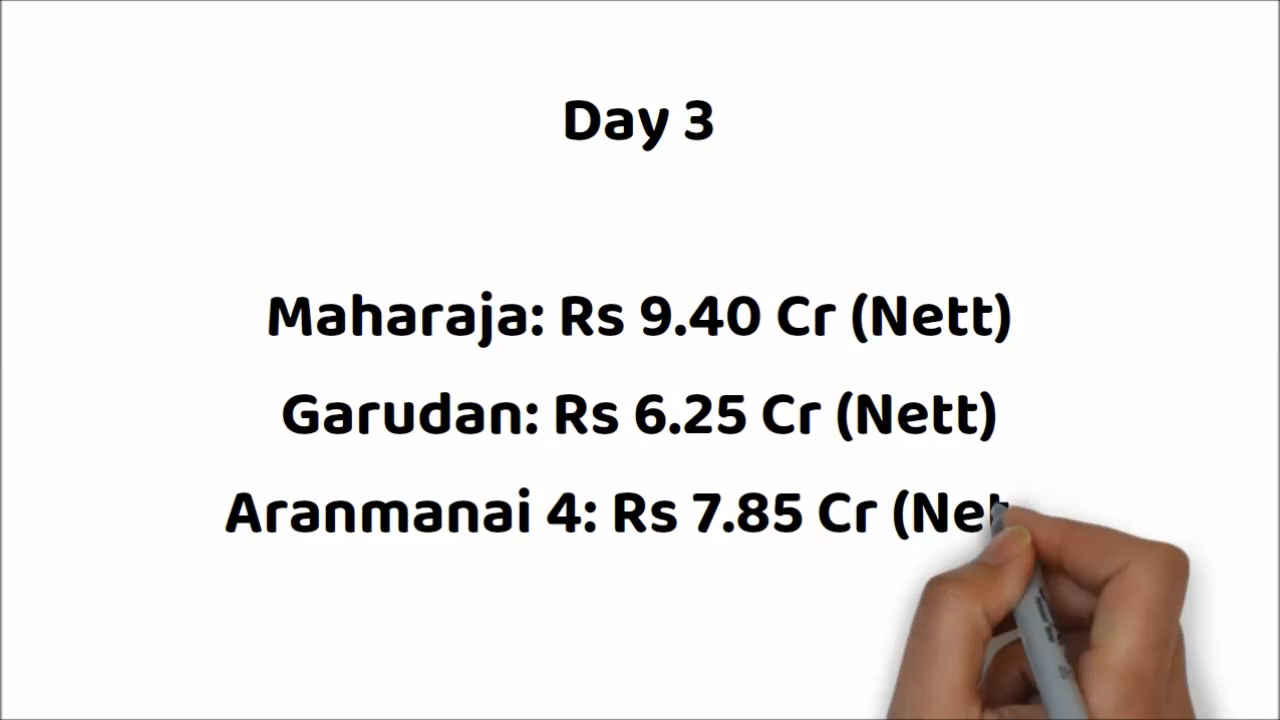 Day 3
Maharaja: Rs 9.40 Cr (Nett)
Garudan: Rs 6.25 Cr (Nett)
Aranmanai 4: Rs 7.85 Cr (Net